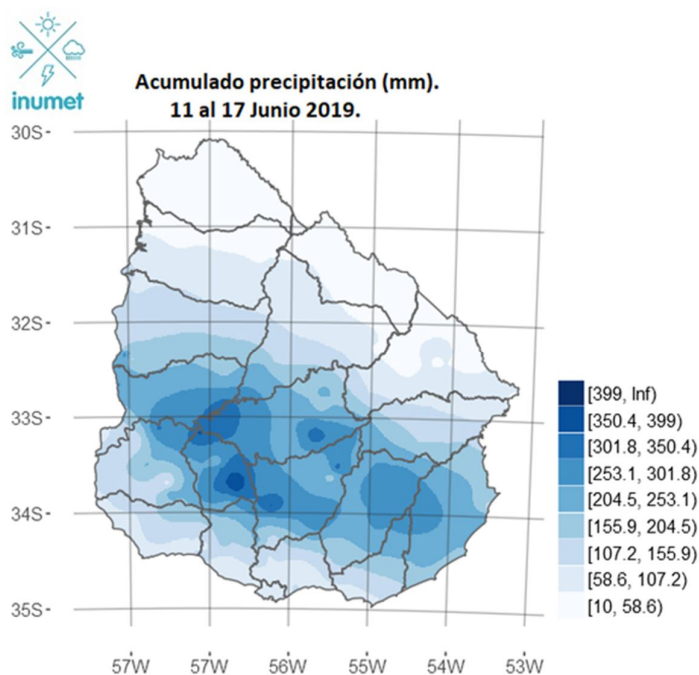 inumet
Acumulado precipitación (mm).
11 al 17 Junio 2019.
30S-
31S-
32S-
33S-
34S-
35S-
57W
57W
56W
55W
54W
53W
[399, Inf)
[350.4, 399)
[301.8, 350.4)
[253.1, 301.8)
[204.5, 253.1)
[155.9, 204.5)
[107.2, 155.9)
[58.6, 107.2)
[10, 58.6)